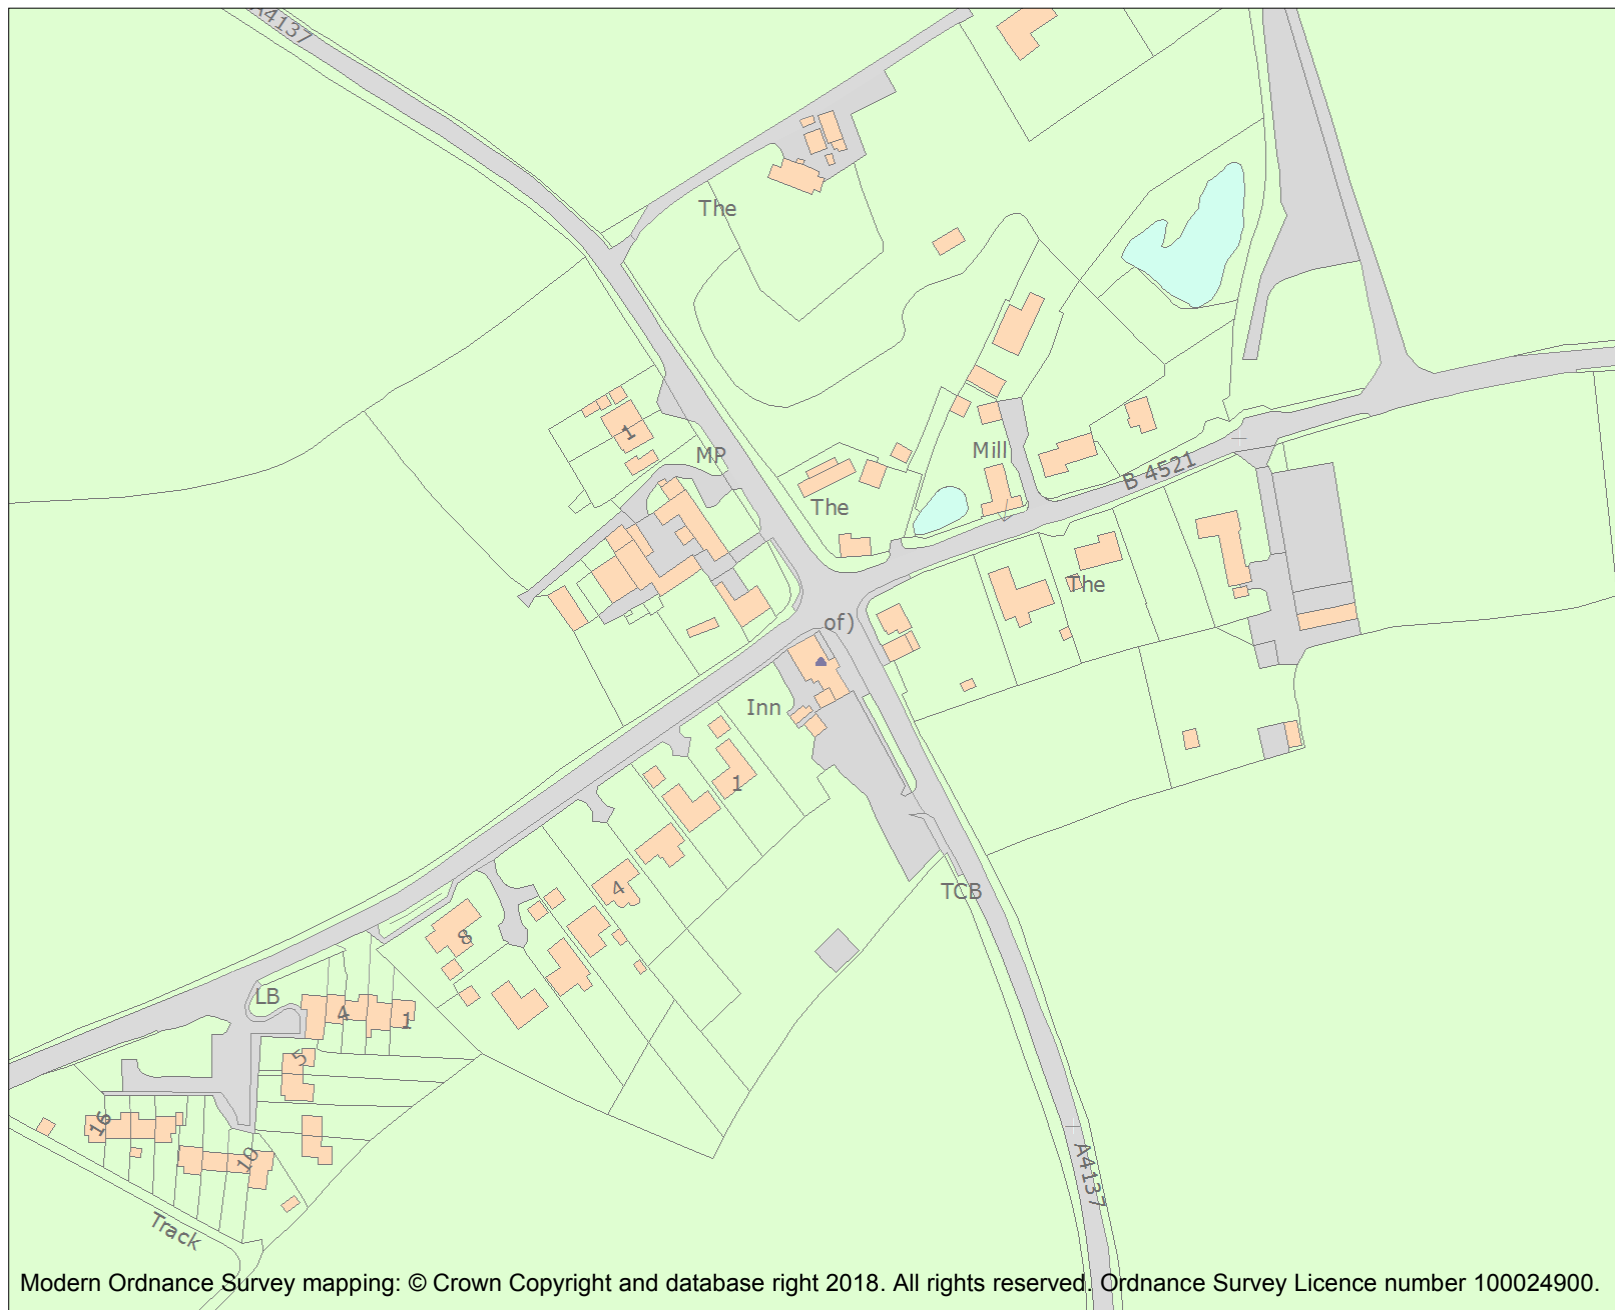 A4137
The
1
MP
Mill
B 4521
The
The
of)
Inn
1
4
TCB
8
LB
4
1
5
16
10
A4137
Track
Modern Ordnance Survey mapping: © Crown Copyright and database right 2018. All rights reserved. Ordnance Survey Licence number 100024900.